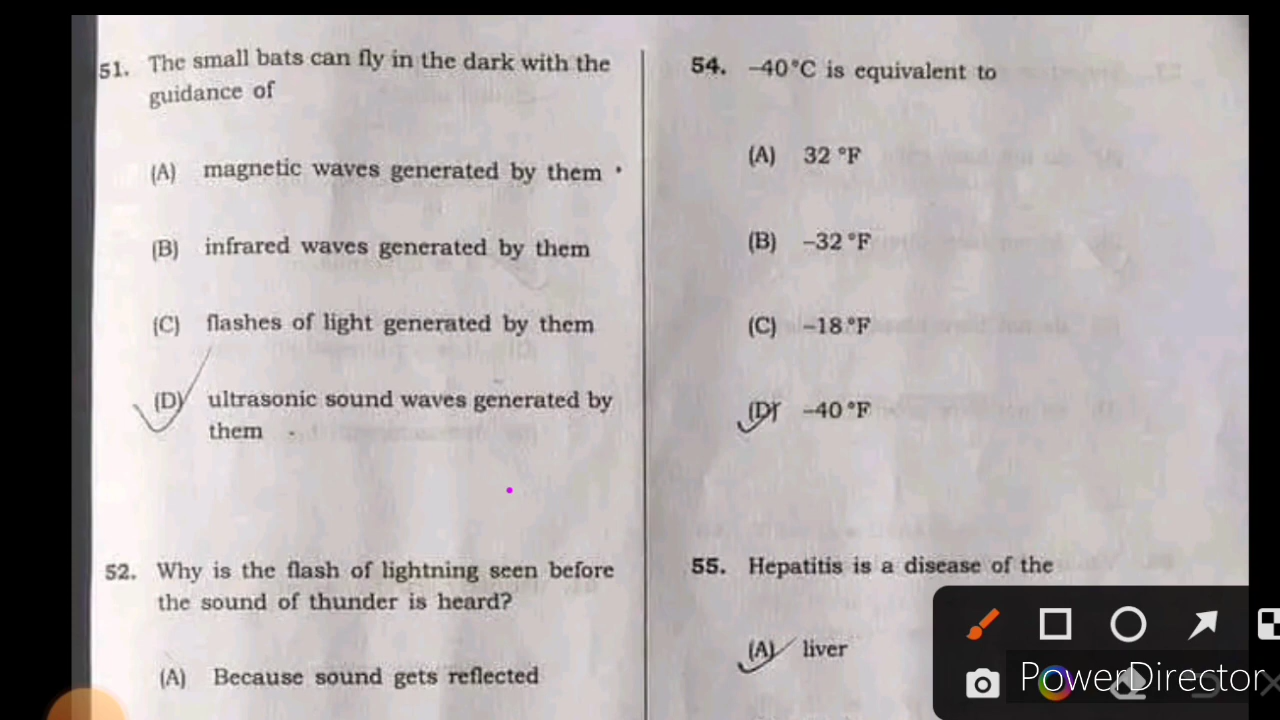 51. The small bats can fly in the dark with the
guidance of
(A) magnetic waves generated by them
(B) infrared waves generated by them
(C) flashes of light generated by them
(D) ultrasonic sound waves generated by
them
52. Why is the flash of lightning seen before
the sound of thunder is heard?
(A) Because sound gets reflected
54. –40°C is equivalent to
(A) 32 °F
(B) –32 °F
(C) –18 °F
(D) –40 °F
55. Hepatitis is a disease of the
(A) liver
PowerDirector